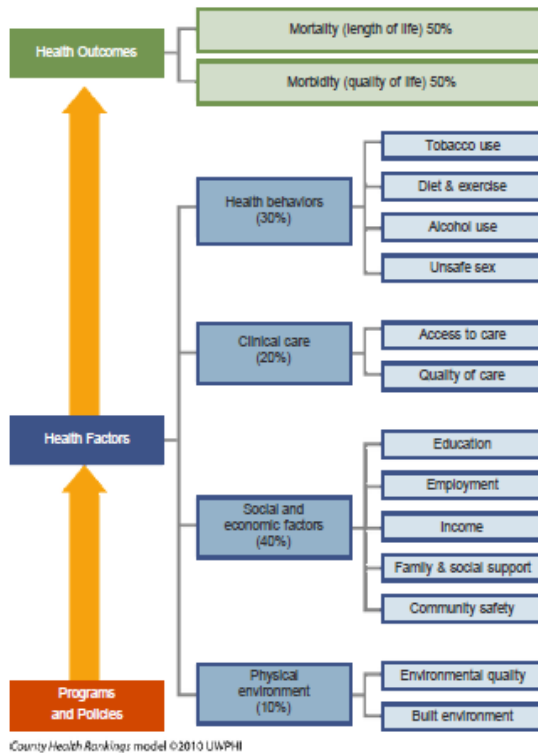 Health Outcomes
Mortality (length of life) 50%
Morbidity (quality of life) 50%
Health Factors
Health behaviors
(30%)
Tobacco use
Diet & exercise
Alcohol use
Unsafe sex
Clinical care
(20%)
Access to care
Quality of care
Social and
economic factors
(40%)
Education
Employment
Income
Family & social support
Community safety
Physical
environment
(10%)
Environmental quality
Built environment
Programs
and Policies
County Health Rankings model ©2010 UWPHI